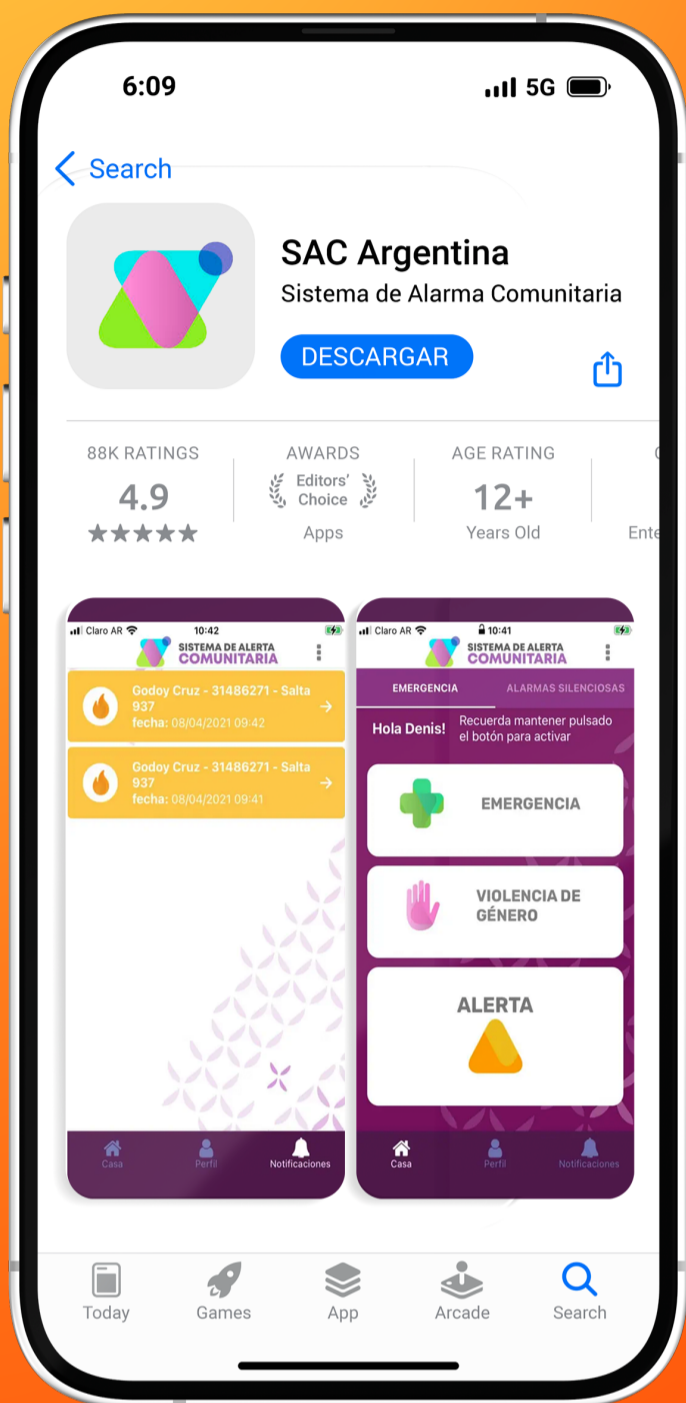 6:09
5G
Search
SAC Argentina
Sistema de Alarma Comunitaria
DESCARGAR
88K RATINGS
4.9
AWARDS
Editors'
Choice
Apps
AGE RATING
12+
Years Old
C
Ente
Claro AR
10:42
SISTEMA DE ALERTA
COMUNITARIA
Godoy Cruz - 31486271 - Salta
937
fecha: 08/04/2021 09:42
Godoy Cruz - 31486271 - Salta
937
fecha: 08/04/2021 09:41
Casa
Perfil
Notificaciones
Claro AR
10:41
SISTEMA DE ALERTA
COMUNITARIA
EMERGENCIA
ALARMAS SILENCIOSAS
Hola Denis!
Recuerda mantener pulsado
el botón para activar
EMERGENCIA
VIOLENCIA DE
GÉNERO
ALERTA
Casa
Perfil
Notificaciones
Today
Games
App
Arcade
Search